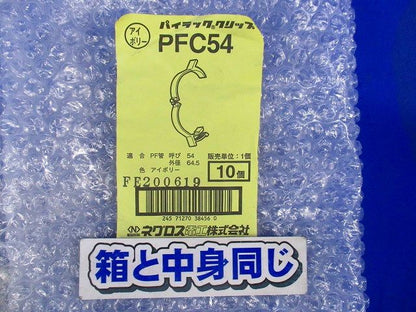 アイボリー
パイラック®クリップ
PFC54
適合 PF管 呼び 54
外径 64.5
色 アイボリー
販売単位:1個
10個
FE200619
245 71270 38456 0
ネグロス電工株式会社
箱と中身同じ